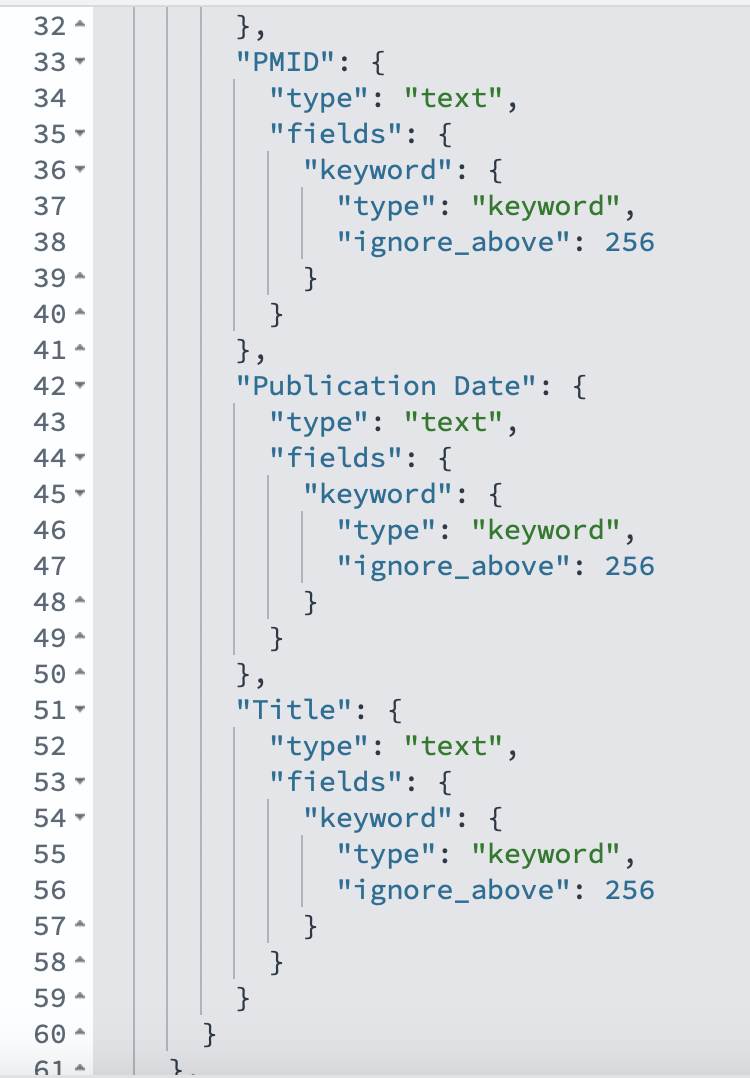 32 },
33 "PMID": {
34 "type": "text",
35 "fields": {
36 "keyword": {
37 "type": "keyword",
38 "ignore_above": 256
39 }
40 }
41 },
42 "Publication Date": {
43 "type": "text",
44 "fields": {
45 "keyword": {
46 "type": "keyword",
47 "ignore_above": 256
48 }
49 }
50 },
51 "Title": {
52 "type": "text",
53 "fields": {
54 "keyword": {
55 "type": "keyword",
56 "ignore_above": 256
57 }
58 }
59 }
60 }
61 },